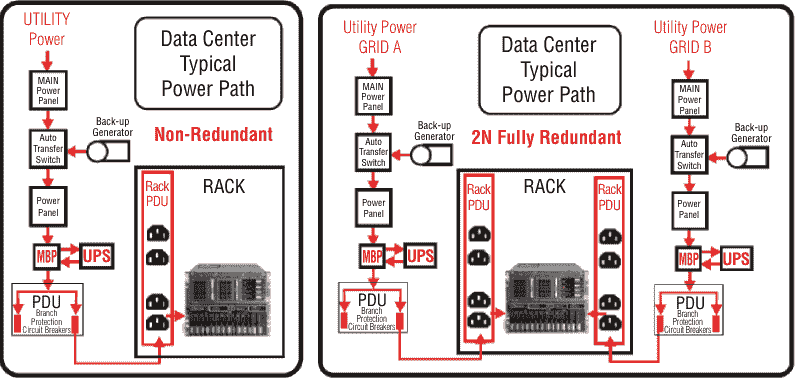 UTILITY
Power
Data Center
Typical
Power Path
Non-Redundant
MAIN
Power
Panel
Auto
Transfer
Switch
Back-up
Generator
Power
Panel
MBP
UPS
PDU
Branch
Protection
Circuit Breakers
Rack
PDU
RACK
Utility Power
GRID A
Data Center
Typical
Power Path
2N Fully Redundant
Utility Power
GRID B
MAIN
Power
Panel
Auto
Transfer
Switch
Back-up
Generator
Power
Panel
MBP
UPS
PDU
Branch
Protection
Circuit Breakers
Rack
PDU
RACK
Rack
PDU
MAIN
Power
Panel
Auto
Transfer
Switch
Back-up
Generator
Power
Panel
MBP
UPS
PDU
Branch
Protection
Circuit Breakers